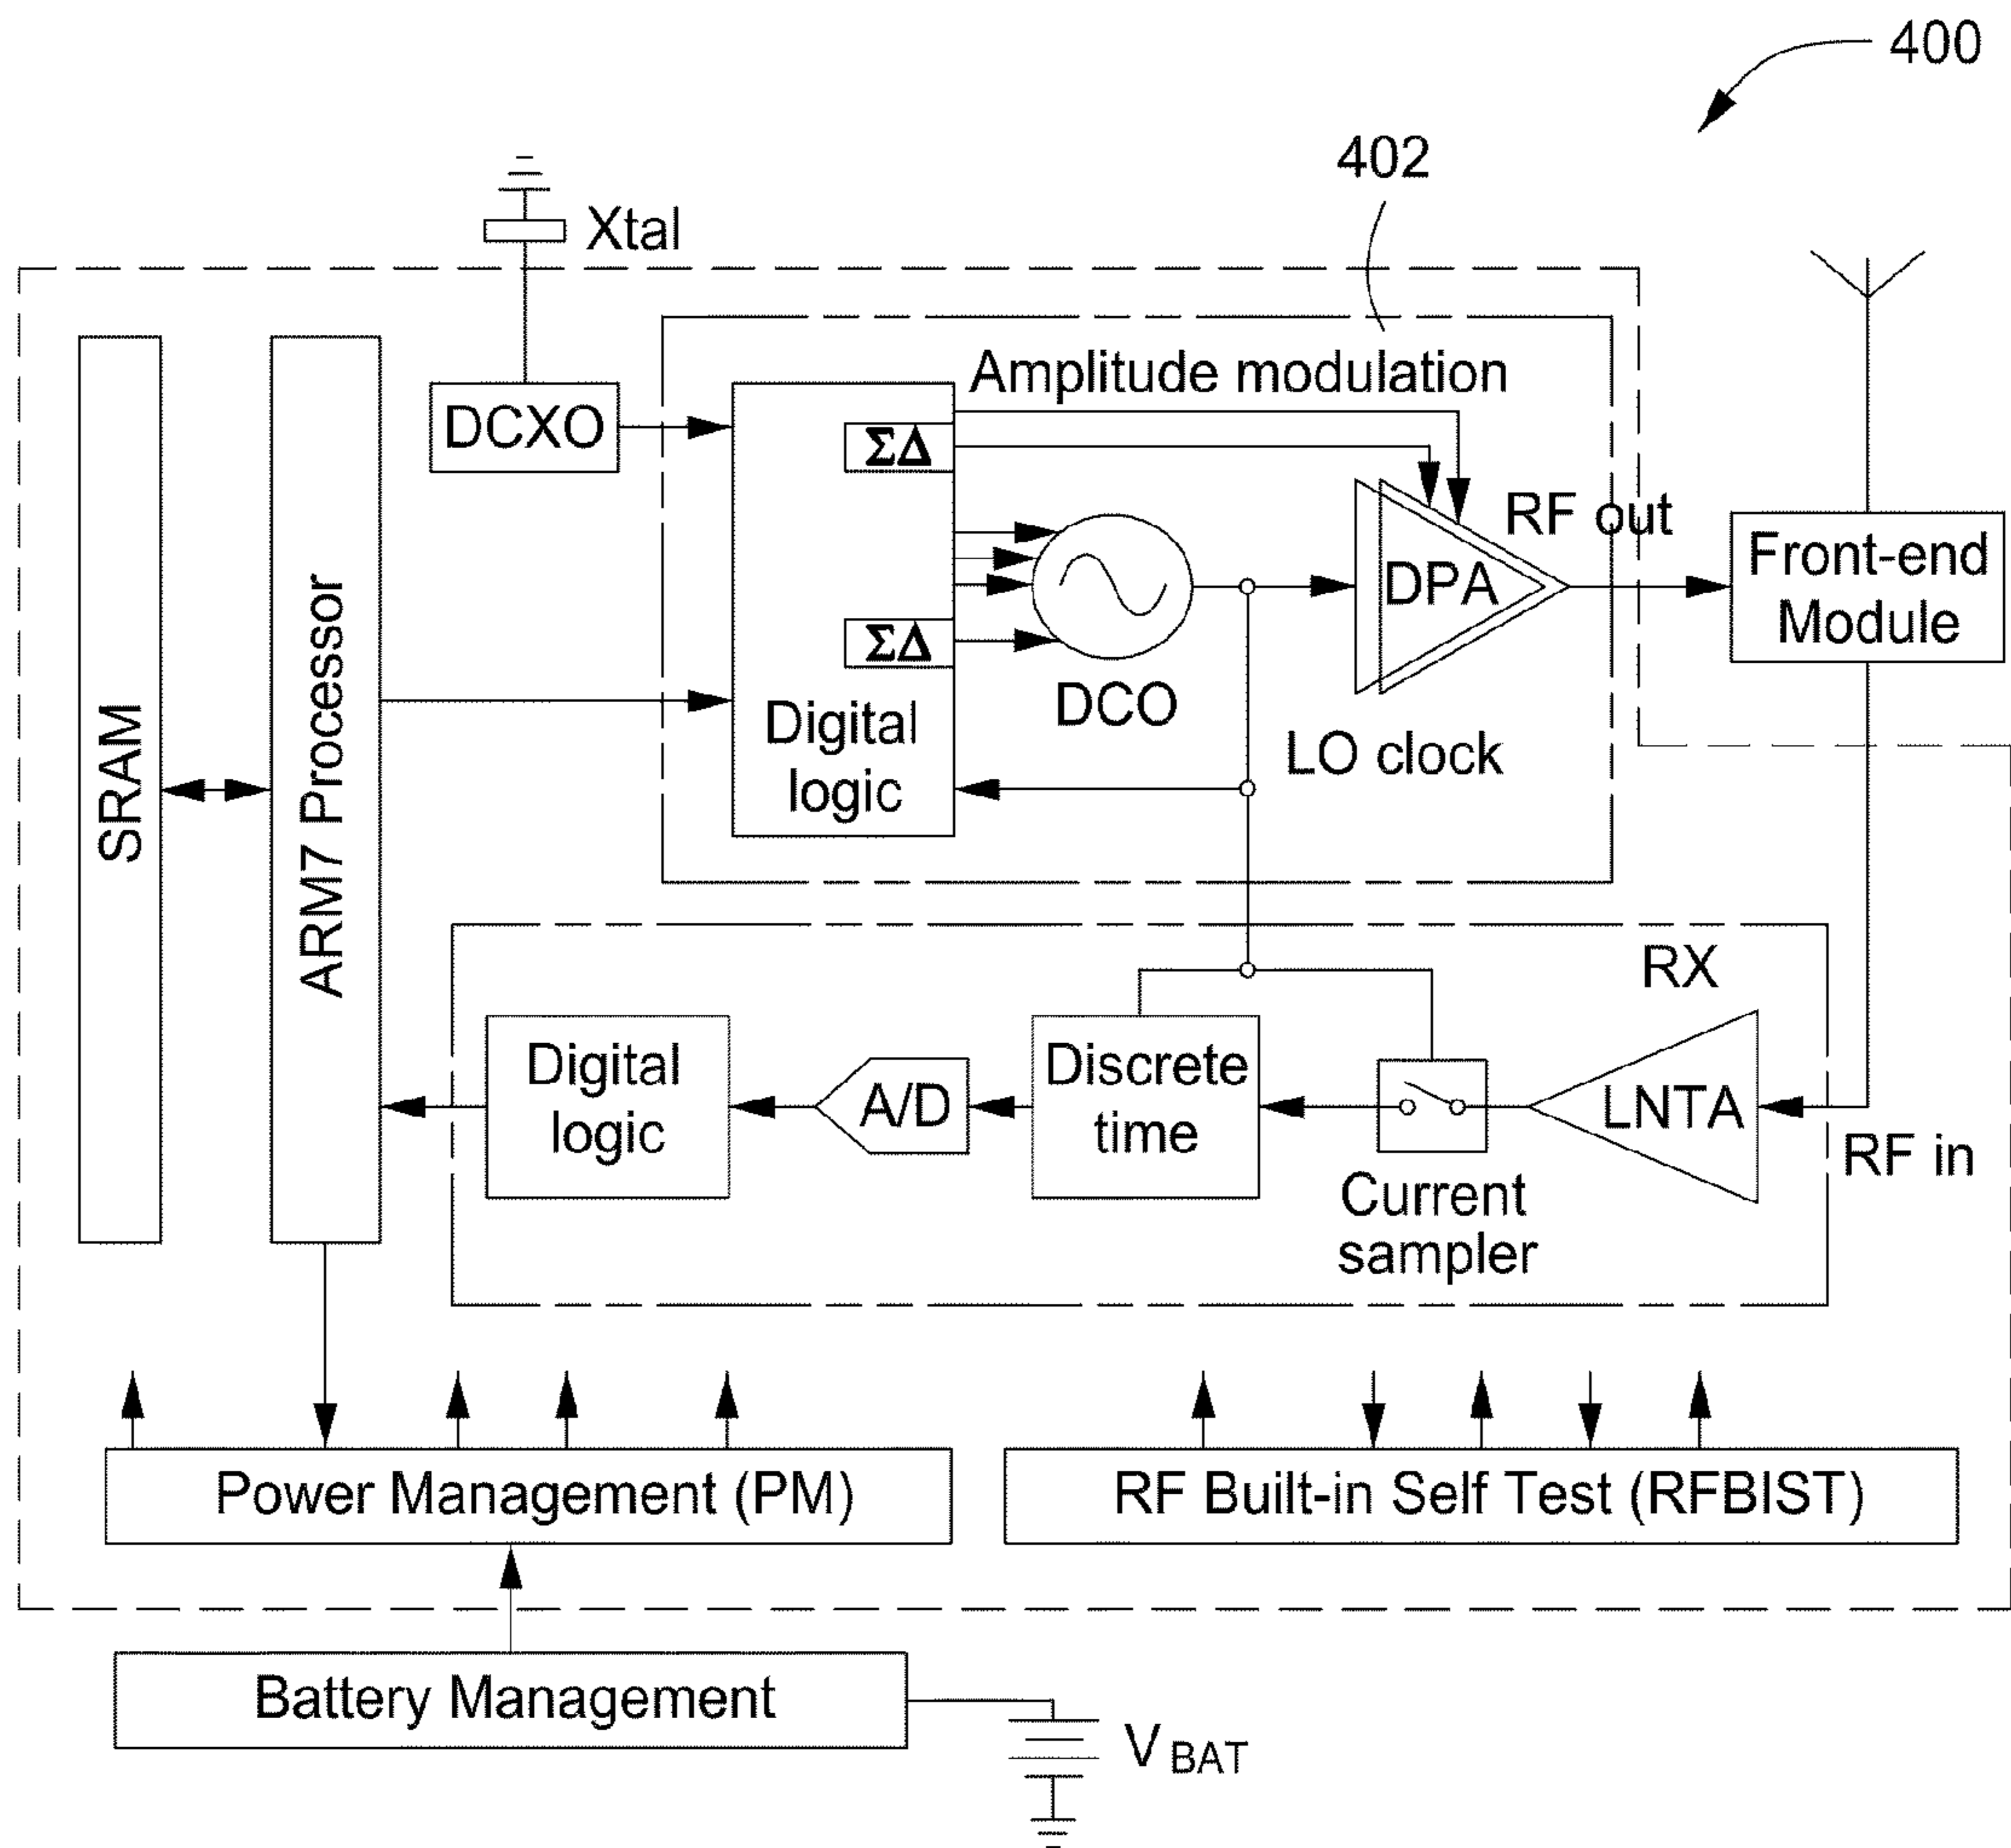 400
402
Xtal
Amplitude modulation
DCXO
ΣΔ
RF out
DPA
Front-end
Module
ΣΔ
DCO
Digital
logic
LO clock
SRAM
ARM7 Processor
RX
Digital
logic
A/D
Discrete
time
LNTA
RF in
Current
sampler
Power Management (PM)
RF Built-in Self Test (RFBIST)
Battery Management
VBAT